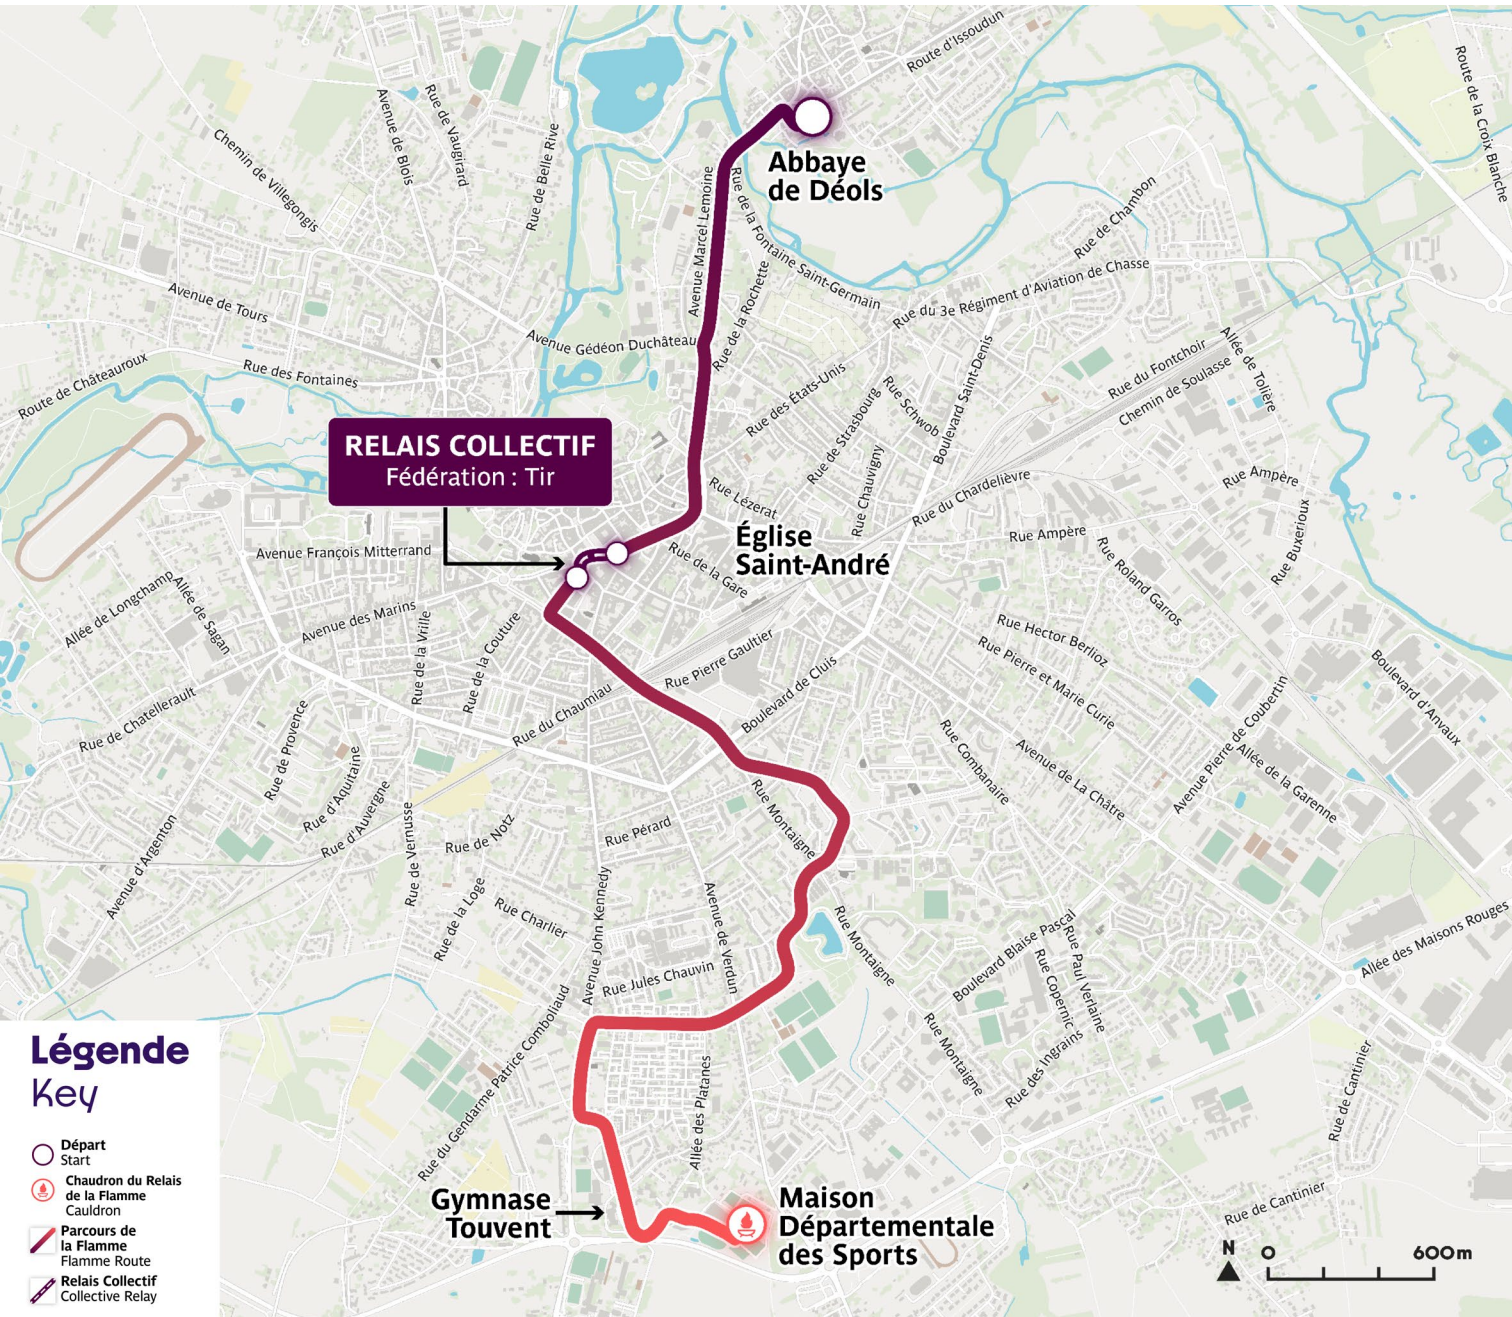 Route d'Issoudun
Route de la Croix Blanche
Avenue de Blois
Rue de Vaugirard
Chemin de Villegongis
Rue de Belle Rive
Abbaye
de Déols
Avenue Marcel Lemoine
Rue de la Fontaine Saint-Germain
Rue de Chambon
Rue du 3e Régiment d'Aviation de Chasse
Avenue de Tours
Rue de la Rochette
Avenue Gédéon Duchâteau
Route de Châteauroux
Rue des Fontaines
Rue des États-Unis
Rue de Strasbourg
Rue Schwob
Boulevard Saint-Denis
Rue du Fontchoir
Chemin de Soulasse
Allée de Tolière
RELAIS COLLECTIF
Fédération : Tir
Rue Lézerat
Rue Chauvigny
Rue du Chardelièvre
Rue Ampère
Rue Ampère
Rue Buxerioux
Église
Saint-André
Avenue François Mitterrand
Rue de la Gare
Rue Roland Garros
Allée de Longchamp
Allée de Sagan
Avenue des Marins
Rue de la Vrille
Rue de la Couture
Rue Pierre Gaultier
Boulevard de Cluis
Rue Hector Berlioz
Rue Pierre et Marie Curie
Boulevard d'Anvaux
Rue de Chatellerault
Rue de Provence
Rue du Chaumiau
Rue Combanaire
Avenue de La Châtre
Avenue Pierre de Coubertin
Allée de la Garenne
Rue d'Aquitaine
Rue d'Auvergne
Rue de Vernusse
Rue de Notz
Rue Pérard
Rue Montaigne
Avenue d'Argenton
Rue de la Loge
Rue Charlier
Avenue John Kennedy
Avenue de Verdun
Rue Jules Chauvin
Rue Montaigne
Boulevard Blaise Pascal
Rue Paul Verlaine
Rue Copernic
Allée des Maisons Rouges
Rue Montaigne
Rue des Ingrains
Rue du Gendarme Patrice Comboliaud
Allée des Platanes
Rue de Cantinier
Rue de Cantinier
Gymnase
Touvent
Maison
Départementale
des Sports
Légende
Key
Départ
Start
Chaudron du Relais
de la Flamme
Cauldron
Parcours de
la Flamme
Flamme Route
Relais Collectif
Collective Relay
N 0 600m